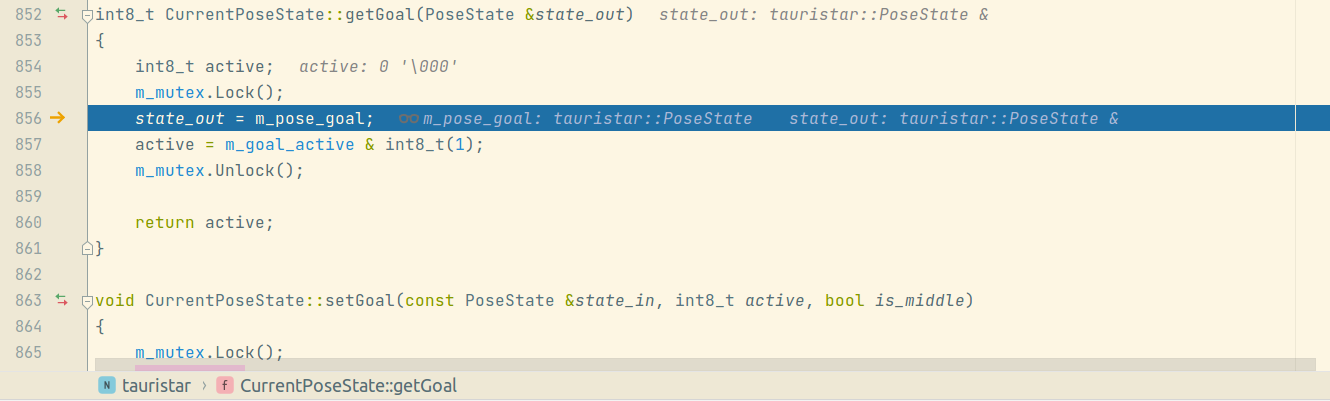 852 int8_t CurrentPoseState::getGoal(PoseState &state_out) state_out: tauristar::PoseState &
853 {
854 int8_t active; active: 0 '\000'
855 m_mutex.Lock();
856 state_out = m_pose_goal; m_pose_goal: tauristar::PoseState state_out: tauristar::PoseState &
857 active = m_goal_active & int8_t(1);
858 m_mutex.Unlock();
859
860 return active;
861 }
862
863 void CurrentPoseState::setGoal(const PoseState &state_in, int8_t active, bool is_middle)
864 {
865 m_mutex.Lock();
N tauristar › f CurrentPoseState::getGoal